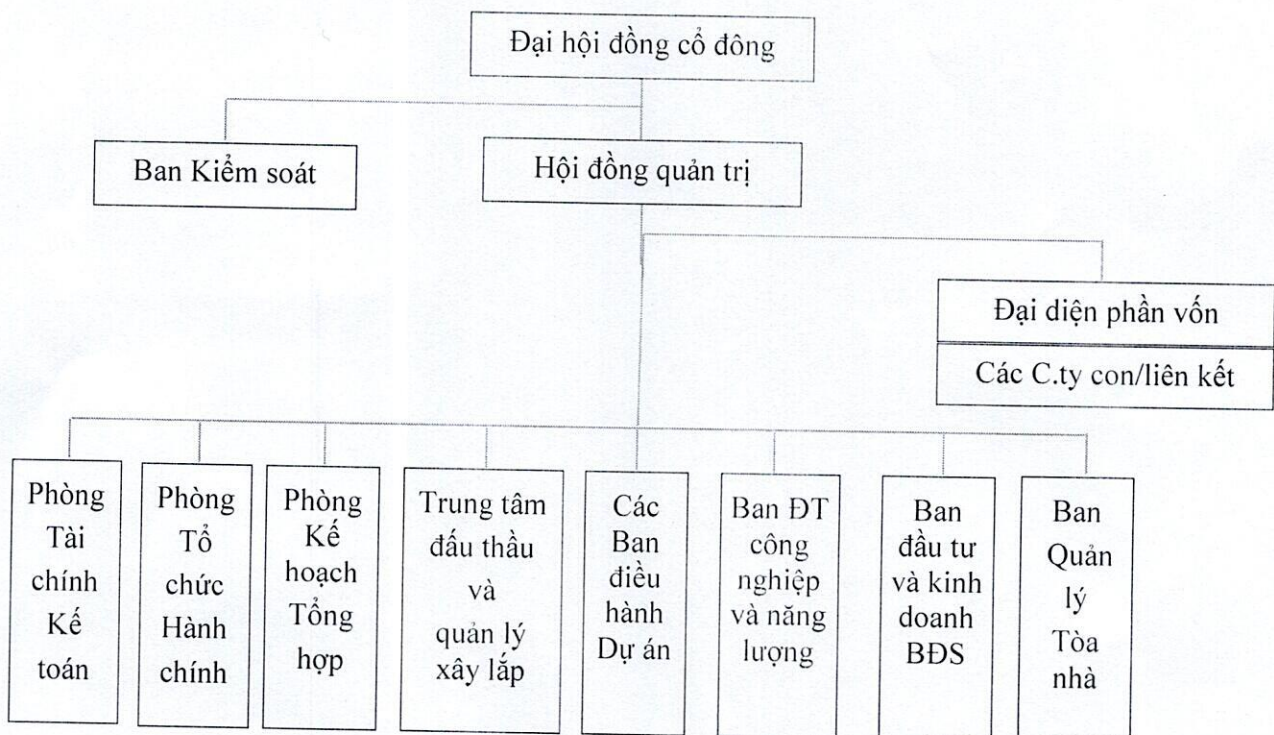 Đại hội đồng cổ đông
Ban Kiểm soát
Hội đồng quản trị
Đại diện phần vốn
Các C.ty con/liên kết
Phòng
Tài
chính
Kế
toán
Phòng
Tổ
chức
Hành
chính
Phòng
Kế
hoạch
Tổng
hợp
Trung tâm
đấu thầu
và
quản lý
xây lắp
Các
Ban
điều
hành
Dự án
Ban ĐT
công
nghiệp
và năng
lượng
Ban
đầu tư
và kinh
doanh
BĐS
Ban
Quản
lý
Tòa
nhà